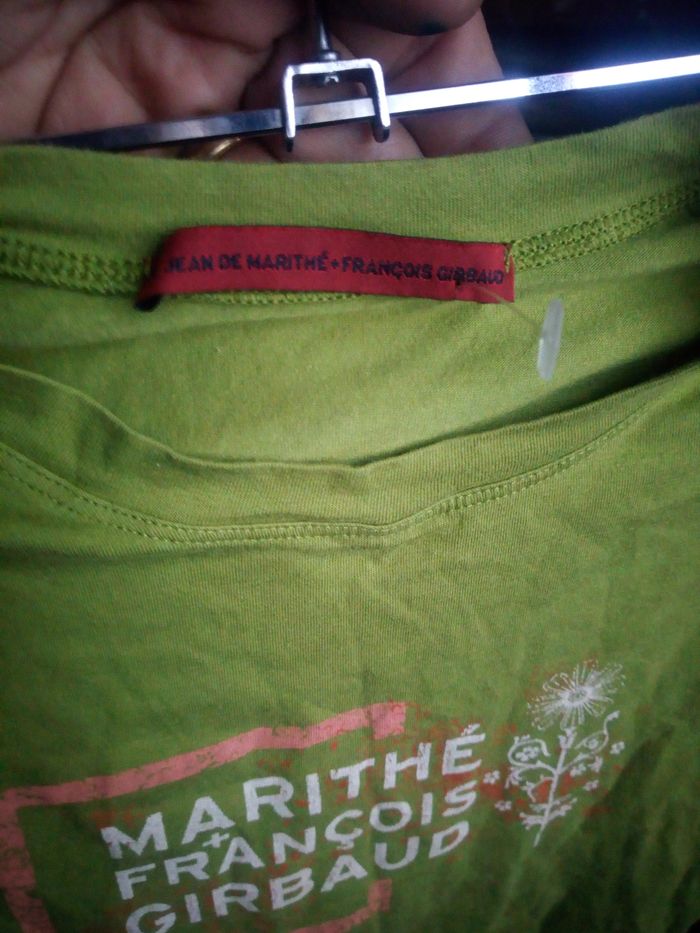 JEAN DE MARITHÉ+FRANÇOIS GIRBAUD
MARITHÉ
+
FRANÇOIS
GIRBAUD